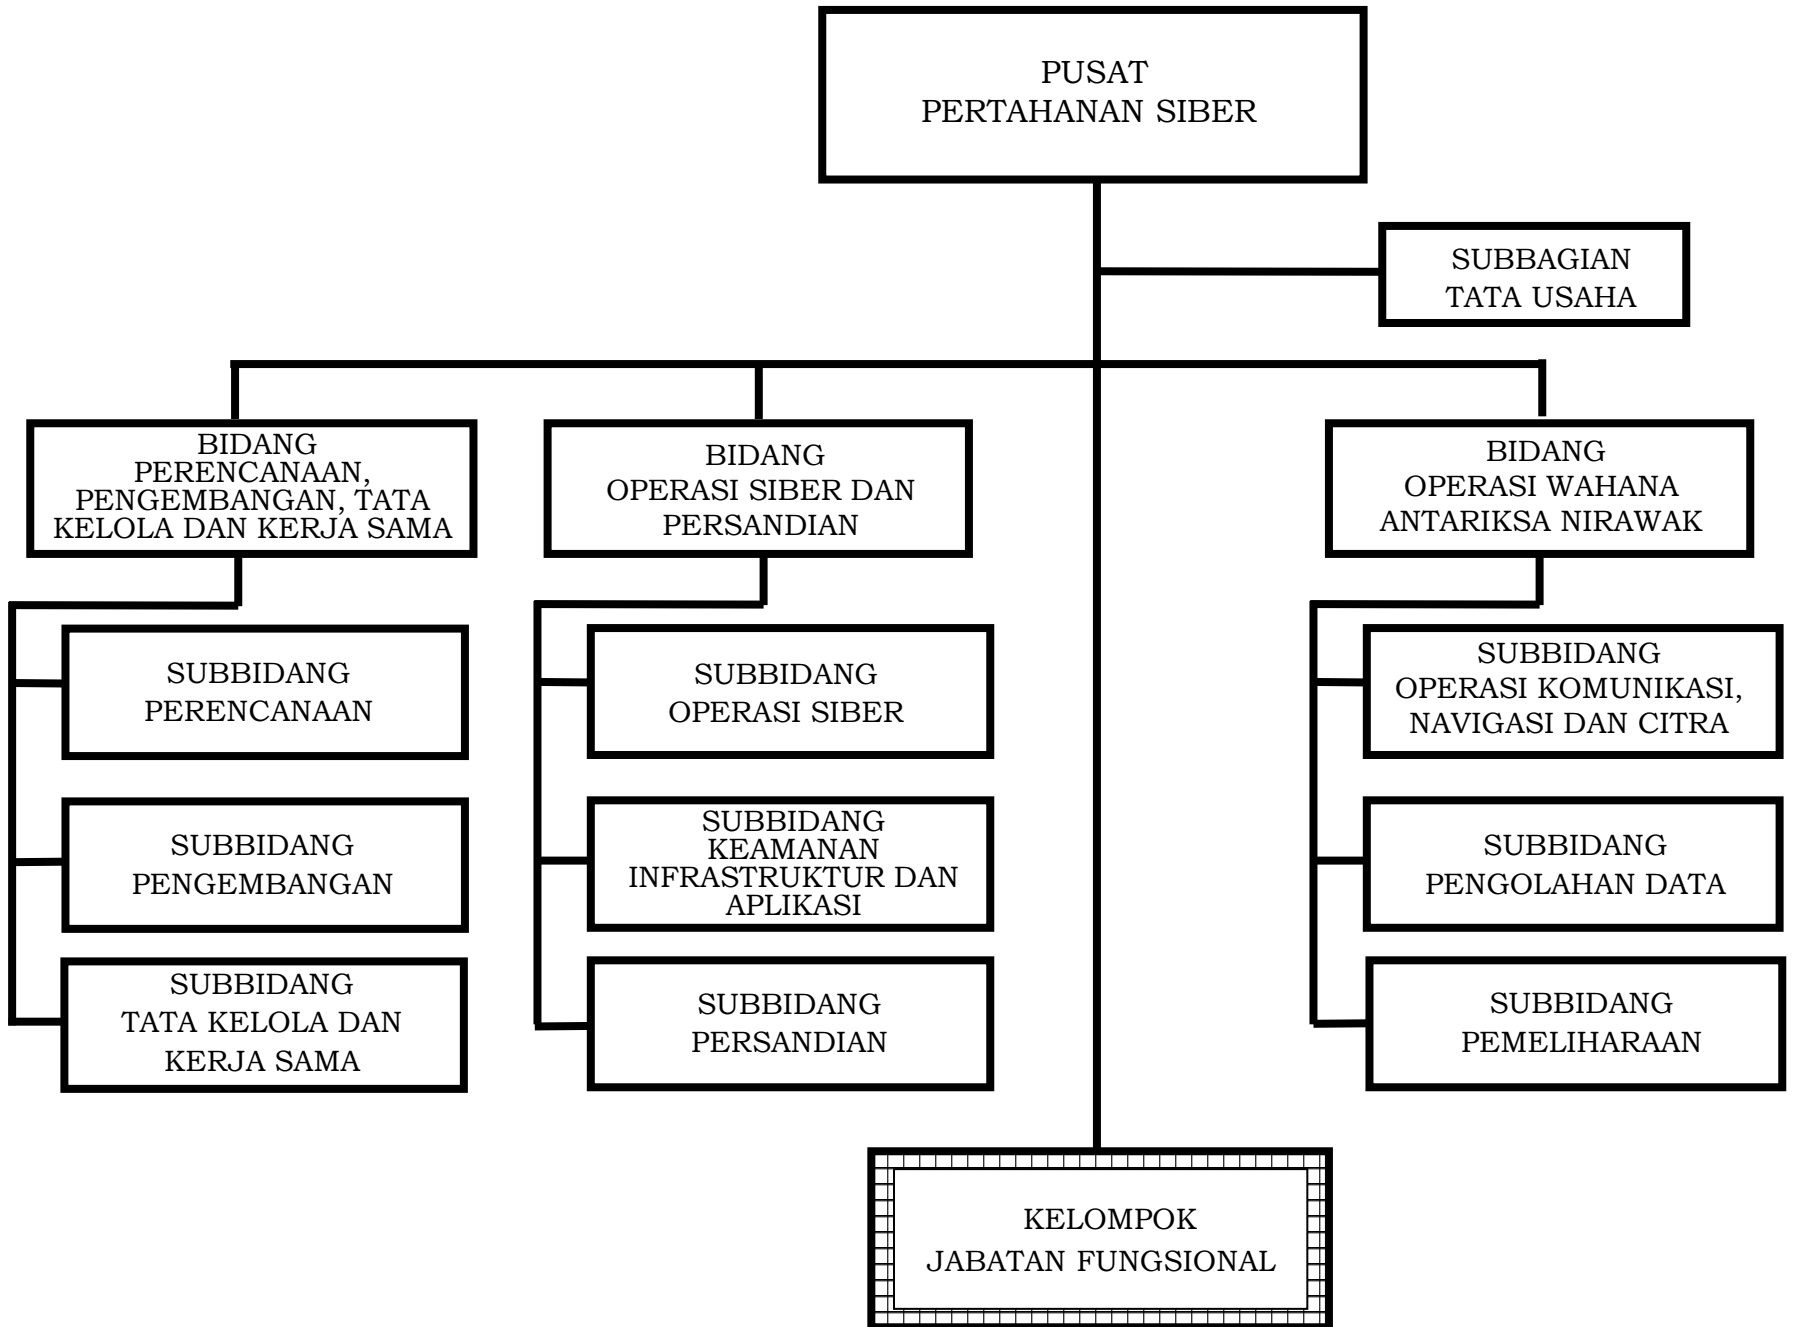 PUSAT
PERTAHANAN SIBER
SUBBAGIAN
TATA USAHA
BIDANG
PERENCANAAN,
PENGEMBANGAN, TATA
KELOLA DAN KERJA SAMA
BIDANG
OPERASI SIBER DAN
PERSANDIAN
BIDANG
OPERASI WAHANA
ANTARIKSA NIRAWAK
SUBBIDANG
PERENCANAAN
SUBBIDANG
PENGEMBANGAN
SUBBIDANG
TATA KELOLA DAN
KERJA SAMA
SUBBIDANG
OPERASI SIBER
SUBBIDANG
KEAMANAN
INFRASTRUKTUR DAN
APLIKASI
SUBBIDANG
PERSANDIAN
SUBBIDANG
OPERASI KOMUNIKASI,
NAVIGASI DAN CITRA
SUBBIDANG
PENGOLAHAN DATA
SUBBIDANG
PEMELIHARAAN
KELOMPOK
JABATAN FUNGSIONAL